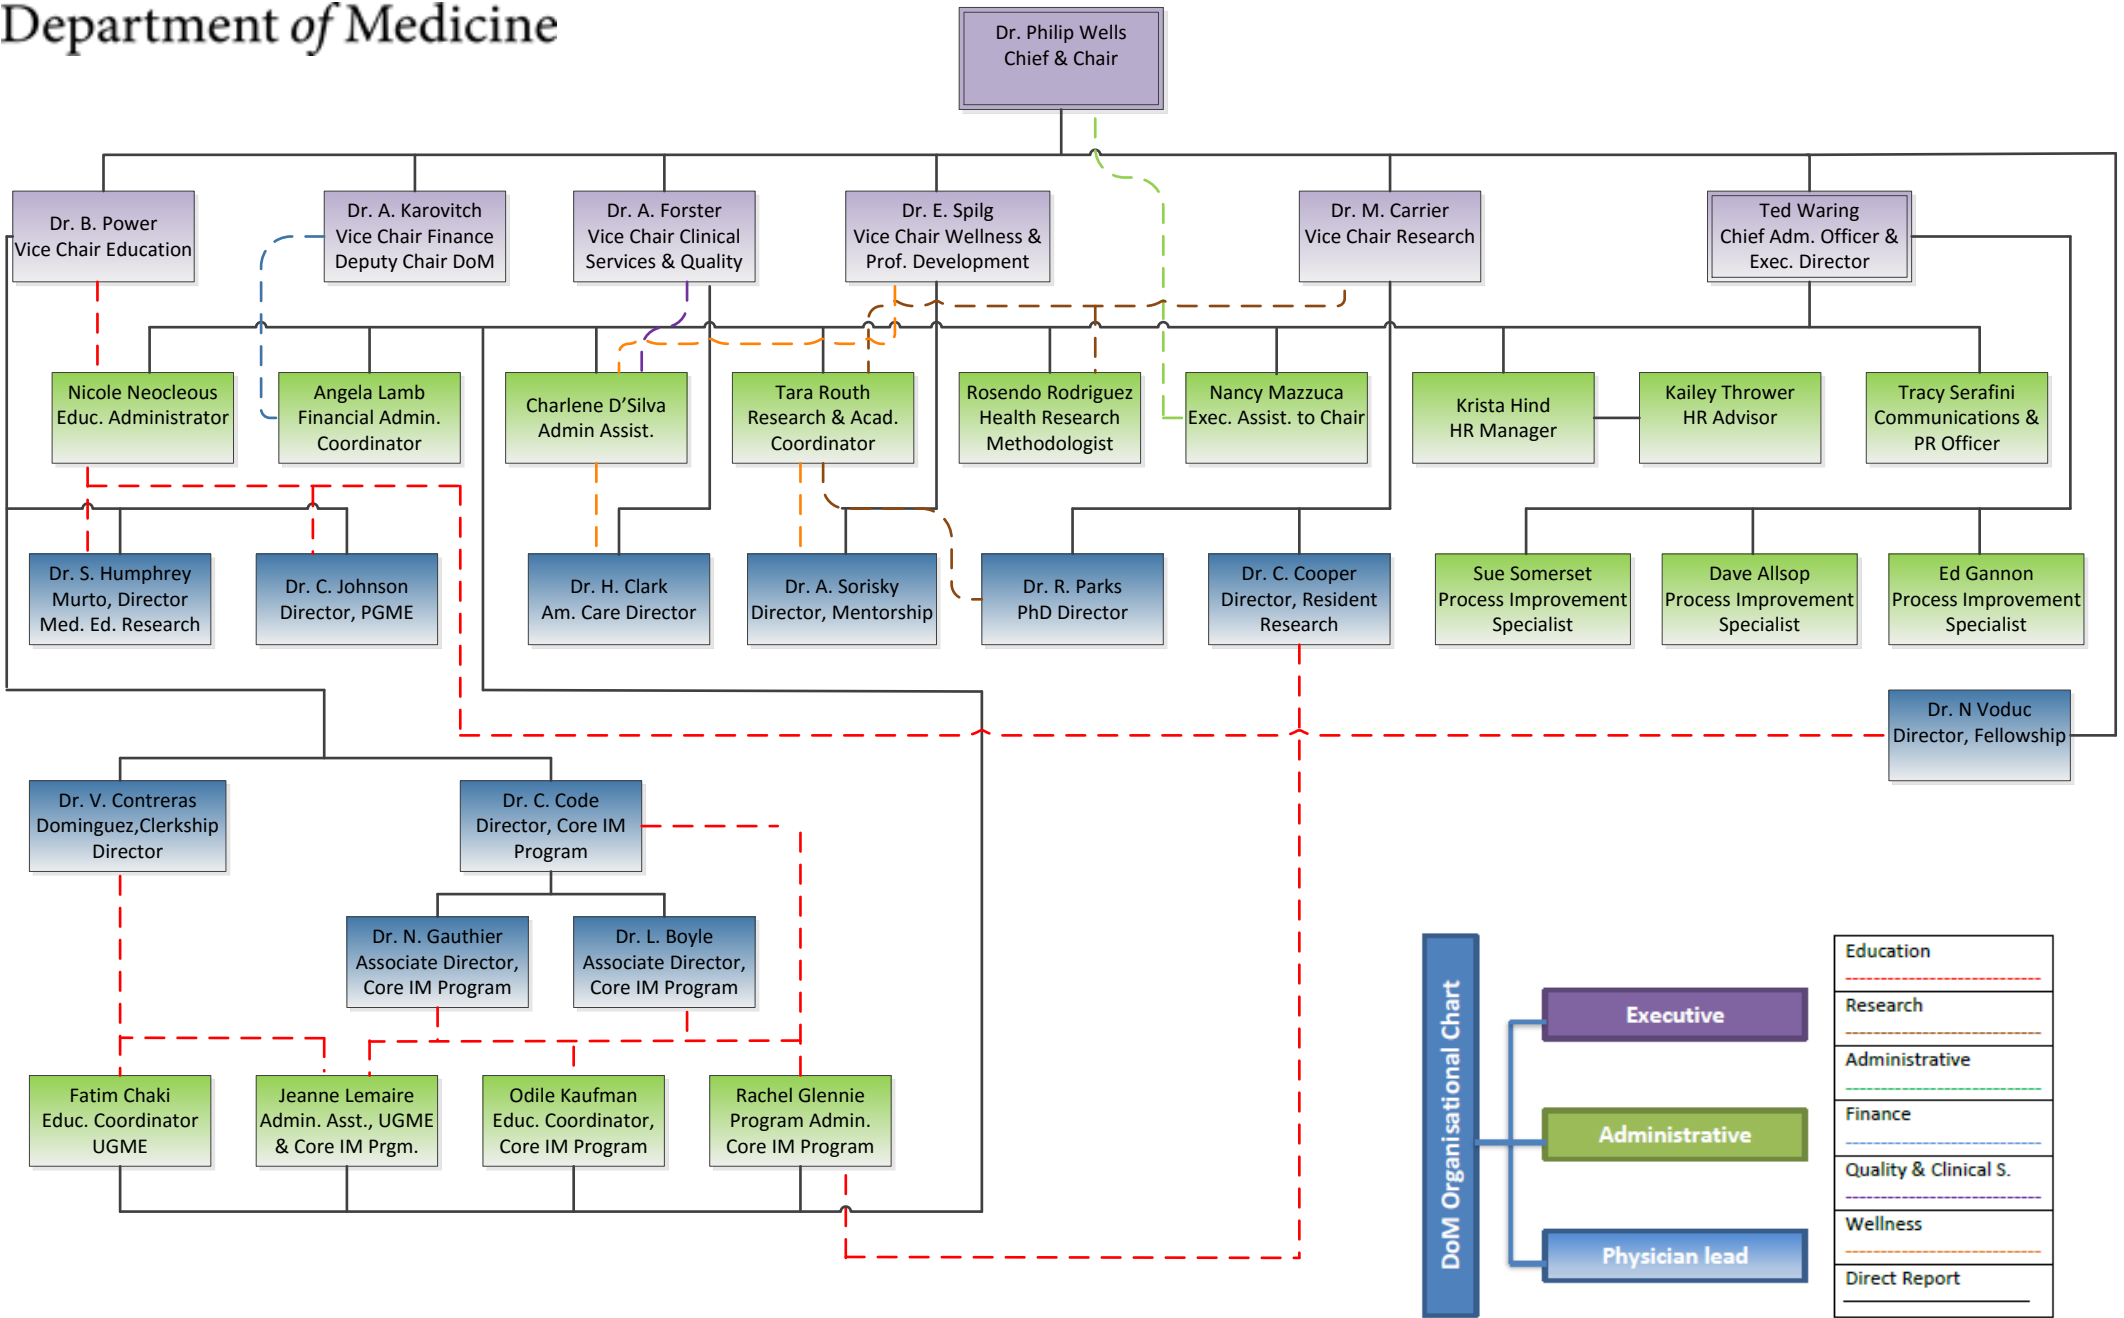 Department of Medicine
Dr. Philip Wells
Chief & Chair
Dr. B. Power
Vice Chair Education
Dr. A. Karovitch
Vice Chair Finance
Deputy Chair DoM
Dr. A. Forster
Vice Chair Clinical
Services & Quality
Dr. E. Spilg
Vice Chair Wellness &
Prof. Development
Dr. M. Carrier
Vice Chair Research
Ted Waring
Chief Adm. Officer &
Exec. Director
Nicole Neocleous
Educ. Administrator
Angela Lamb
Financial Admin.
Coordinator
Charlene D’Silva
Admin Assist.
Tara Routh
Research & Acad.
Coordinator
Rosendo Rodriguez
Health Research
Methodologist
Nancy Mazzuca
Exec. Assist. to Chair
Krista Hind
HR Manager
Kailey Thrower
HR Advisor
Tracy Serafini
Communications &
PR Officer
Dr. S. Humphrey
Murto, Director
Med. Ed. Research
Dr. C. Johnson
Director, PGME
Dr. H. Clark
Am. Care Director
Dr. A. Sorisky
Director, Mentorship
Dr. R. Parks
PhD Director
Dr. C. Cooper
Director, Resident
Research
Sue Somerset
Process Improvement
Specialist
Dave Allsop
Process Improvement
Specialist
Ed Gannon
Process Improvement
Specialist
Dr. N Voduc
Director, Fellowship
Dr. V. Contreras
Dominguez,Clerkship
Director
Dr. C. Code
Director, Core IM
Program
Dr. N. Gauthier
Associate Director,
Core IM Program
Dr. L. Boyle
Associate Director,
Core IM Program
Fatim Chaki
Educ. Coordinator
UGME
Jeanne Lemaire
Admin. Asst., UGME
& Core IM Prgm.
Odile Kaufman
Educ. Coordinator,
Core IM Program
Rachel Glennie
Program Admin.
Core IM Program
DoM Organisational Chart
Executive
Administrative
Physician lead
Education
Research
Administrative
Finance
Quality & Clinical S.
Wellness
Direct Report